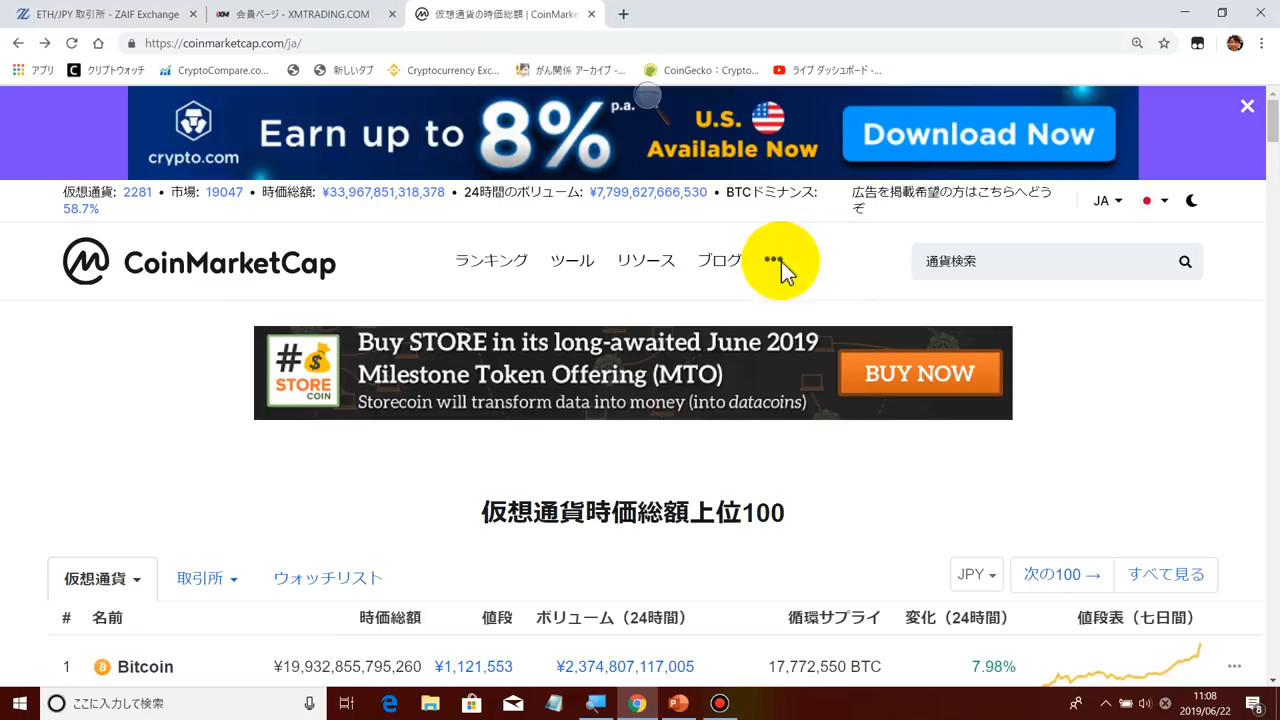 ETH/JPY 取引所 - ZAIF Exchange
会員ページ - XMTRADING.COM
仮想通貨の時価総額 | CoinMarke
https://coinmarketcap.com/ja/
アプリ
クリプトウォッチ
CryptoCompare.co...
新しいタブ
Cryptocurrency Exc...
がん関係 アーカイブ - ...
CoinGecko：Crypto...
ライブ ダッシュボード - ...
crypto.com
Earn up to 8% p.a.
U.S.
Available Now
Download Now
仮想通貨: 2281 • 市場: 19047 • 時価総額: ¥33,967,851,318,378 • 24時間のボリューム: ¥7,799,627,666,530 • BTCドミナンス:
58.7%
広告を掲載希望の方はこちらへどう
ぞ
JA
CoinMarketCap
ランキング ツール リソース ブログ •••
通貨検索
# STORE COIN
Buy STORE in its long-awaited June 2019
Milestone Token Offering (MTO)
Storecoin will transform data into money (into datacoins)
BUY NOW
仮想通貨時価総額上位100
仮想通貨 取引所 ウォッチリスト
JPY 次の100 → すべて見る
# 名前 時価総額 値段 ボリューム（24時間） 循環サプライ 変化（24時間） 値段表（七日間）
1 Bitcoin ¥19,932,855,795,260 ¥1,121,553 ¥2,374,807,117,005 17,772,550 BTC 7.98%
ここに入力して検索
11:08
2019/06/22
8